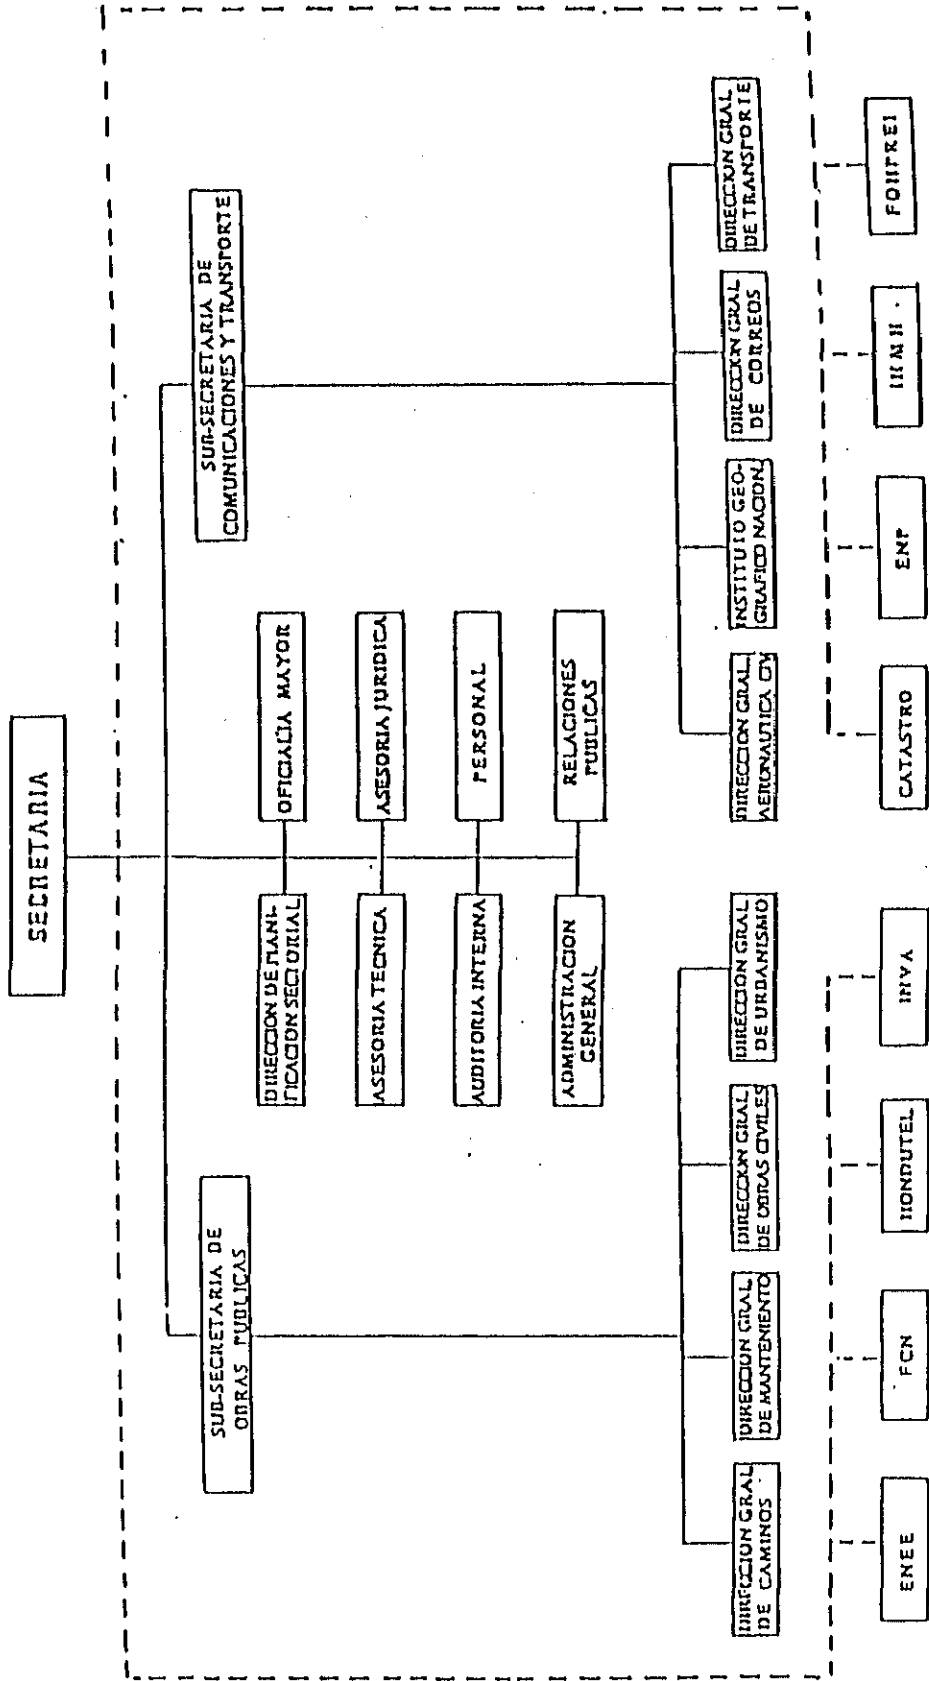 SECRETARIA
SUB-SECRETARIA DE
OBRAS PUBLICAS
SUB-SECRETARIA DE
COMUNICACIONES Y TRANSPORTE
DIRECCION DE PLANI-
FICACION SECTORIAL
OFICIALIA MAYOR
ASESORIA TECNICA
ASESORIA JURIDICA
AUDITORIA INTERNA
PERSONAL
ADMINISTRACION
GENERAL
RELACIONES
PUBLICAS
DIRECCION GRAL
DE CAMINOS
DIRECCION GRAL
DE MANTENIMIENTO
DIRECCION GRAL
DE OBRAS CIVILES
DIRECCION GRAL
DE URBANISMO
DIRECCION GRAL
AERONAUTICA CIV
INSTITUTO GEO-
GRAFICO NACION
DIRECCION GRAL
DE CORREOS
DIRECCION GRAL
DE TRANSPORTE
ENEE
FCN
HONDUTEL
INVA
CATASTRO
ENP